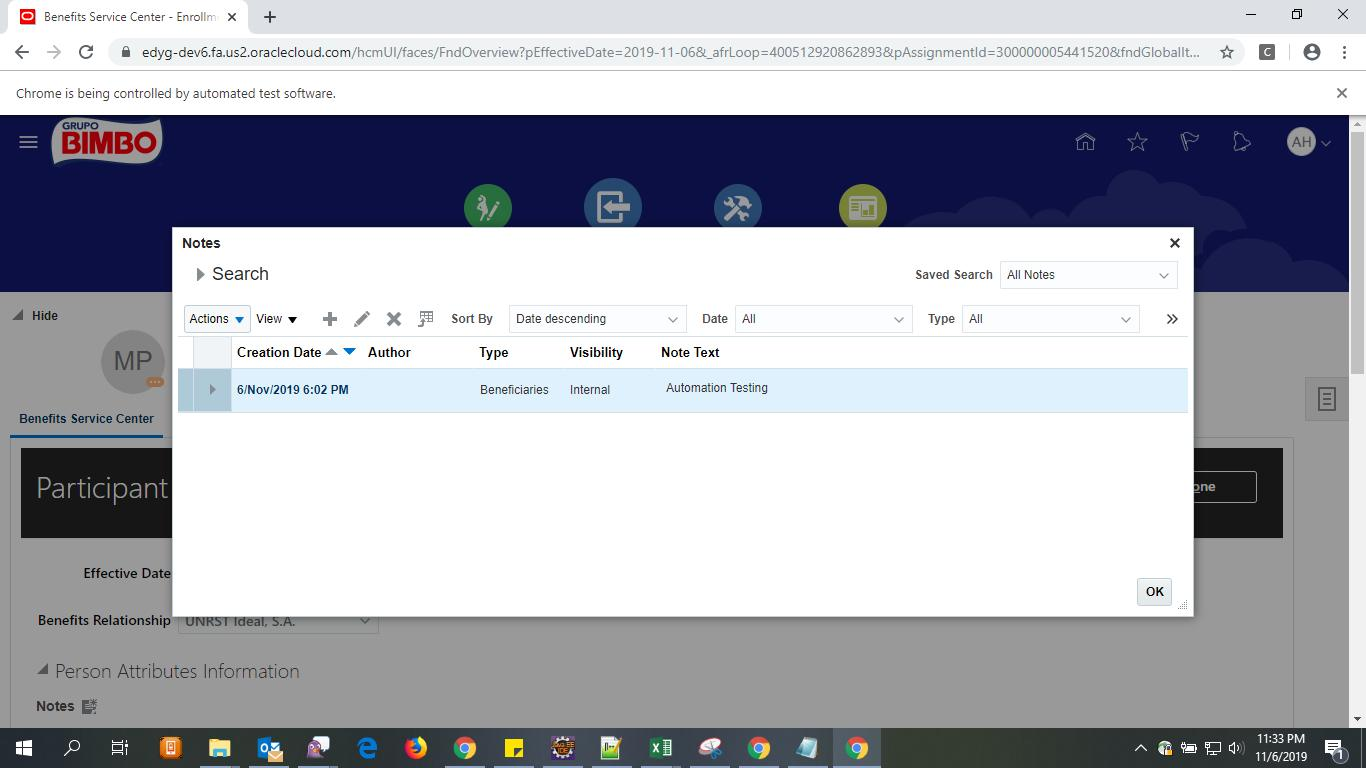 Benefits Service Center - Enrollm
edyg-dev6.fa.us2.oraclecloud.com/hcmUI/faces/FndOverview?pEffectiveDate=2019-11-06&_afrLoop=400512920862893&pAssignmentId=300000005441520&fndGlobalIt...
C
Chrome is being controlled by automated test software.
GRUPO
BIMBO
AH
Notes
Search
Saved Search All Notes
Hide
Actions View Sort By Date descending Date All Type All
MP
Creation Date Author Type Visibility Note Text
6/Nov/2019 6:02 PM Beneficiaries Internal Automation Testing
Benefits Service Center
Participant
one
Effective Date
OK
Benefits Relationship UNRST Ideal, S.A.
Person Attributes Information
Notes
11:33 PM
11/6/2019
1